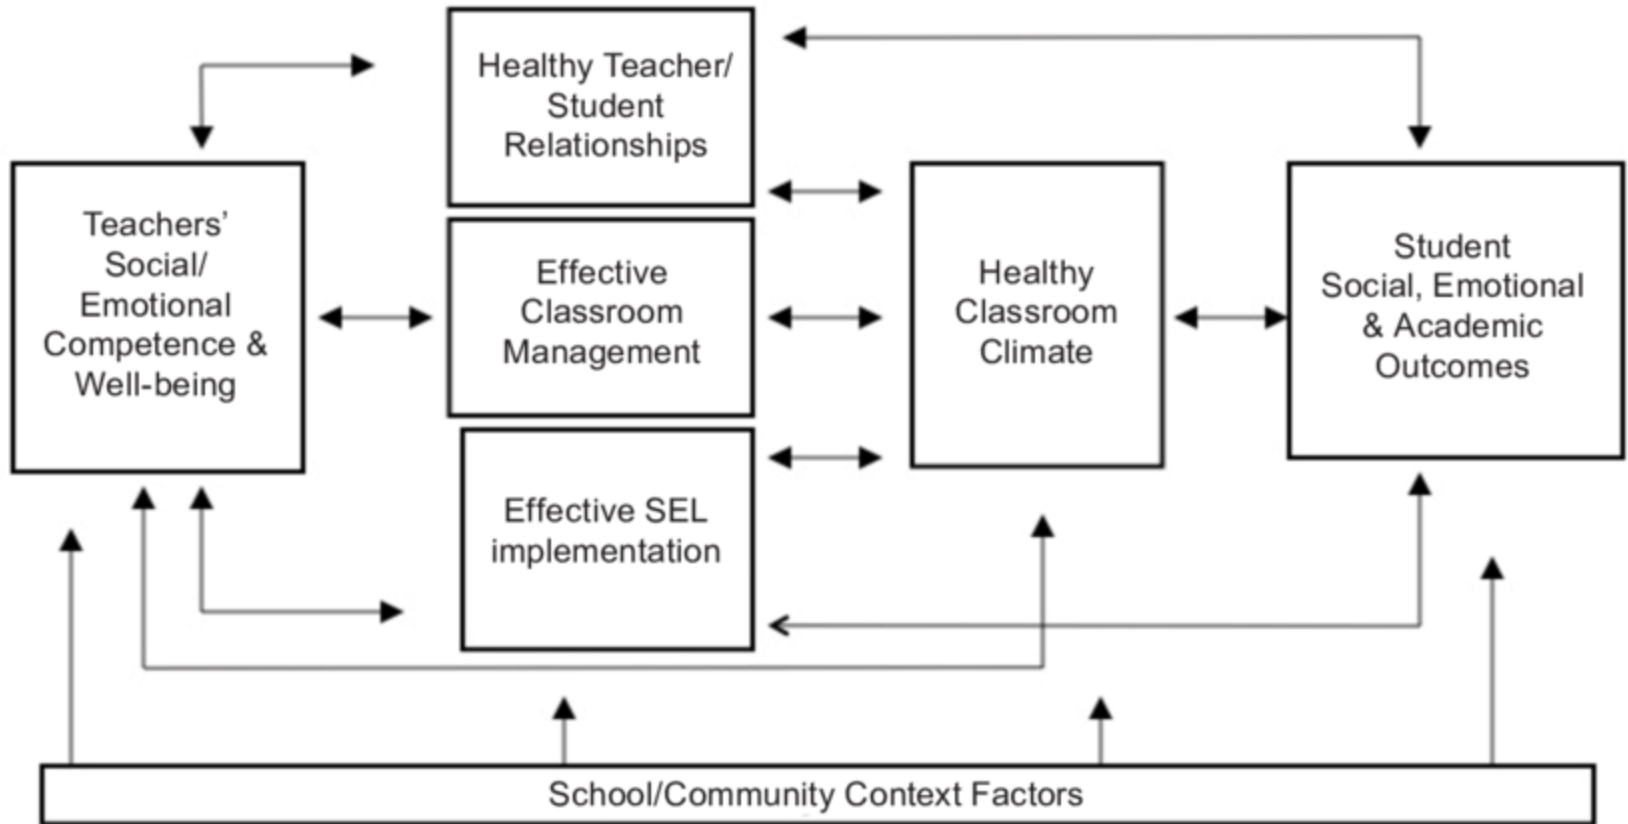 Healthy Teacher/
Student
Relationships
Teachers’
Social/
Emotional
Competence &
Well-being
Effective
Classroom
Management
Healthy
Classroom
Climate
Student
Social, Emotional
& Academic
Outcomes
Effective SEL
implementation
School/Community Context Factors